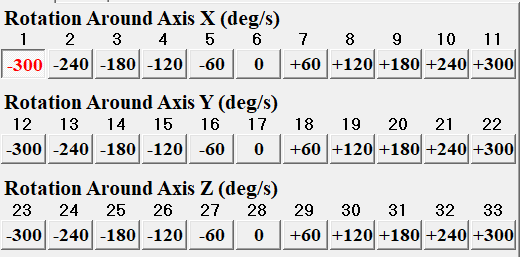 Rotation Around Axis X (deg/s)
1 2 3 4 5 6 7 8 9 10 11
-300 -240 -180 -120 -60 0 +60 +120 +180 +240 +300
Rotation Around Axis Y (deg/s)
12 13 14 15 16 17 18 19 20 21 22
-300 -240 -180 -120 -60 0 +60 +120 +180 +240 +300
Rotation Around Axis Z (deg/s)
23 24 25 26 27 28 29 30 31 32 33
-300 -240 -180 -120 -60 0 +60 +120 +180 +240 +300